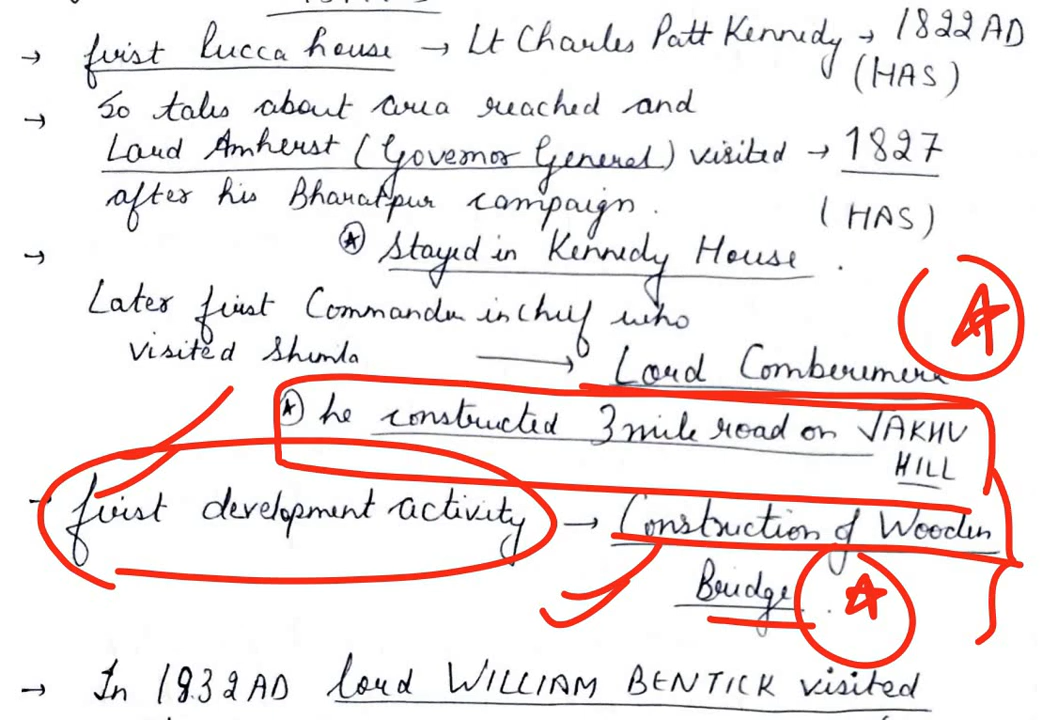 → first Pucca house → Lt Charles Patt Kennedy → 1822 AD
(HAS)
→ So tales about area reached and
Lord Amherst (Governor General) visited → 1827
after his Bharatpur campaign. (HAS)
→ ⍟ Stayed in Kennedy House.
Later first Commander in chief who
visited Shimla → Lord Combermere
⍟ he constructed 3 mile road on JAKHU
HILL
→ first development activity → Construction of Wooden
Bridge.
→ In 1832 AD Lord WILLIAM BENTICK visited